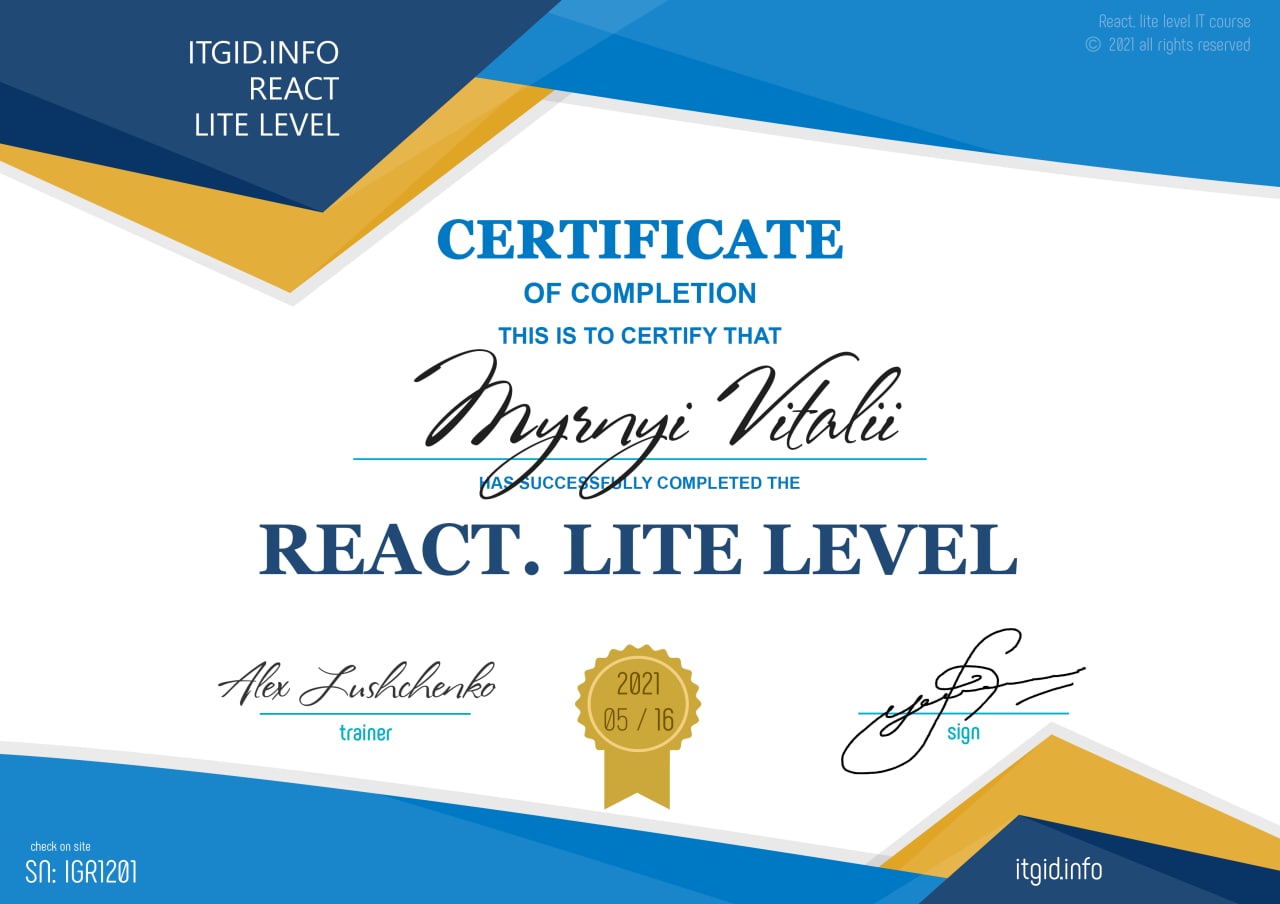 ITGID.INFO
REACT
LITE LEVEL
React. lite level IT course
© 2021 all rights reserved
CERTIFICATE
OF COMPLETION
THIS IS TO CERTIFY THAT
Myrnyi Vitalii
HAS SUCCESSFULLY COMPLETED THE
REACT. LITE LEVEL
Alex Lushchenko
trainer
2021
05 / 16
sign
check on site
SN: IGR1201
itgid.info